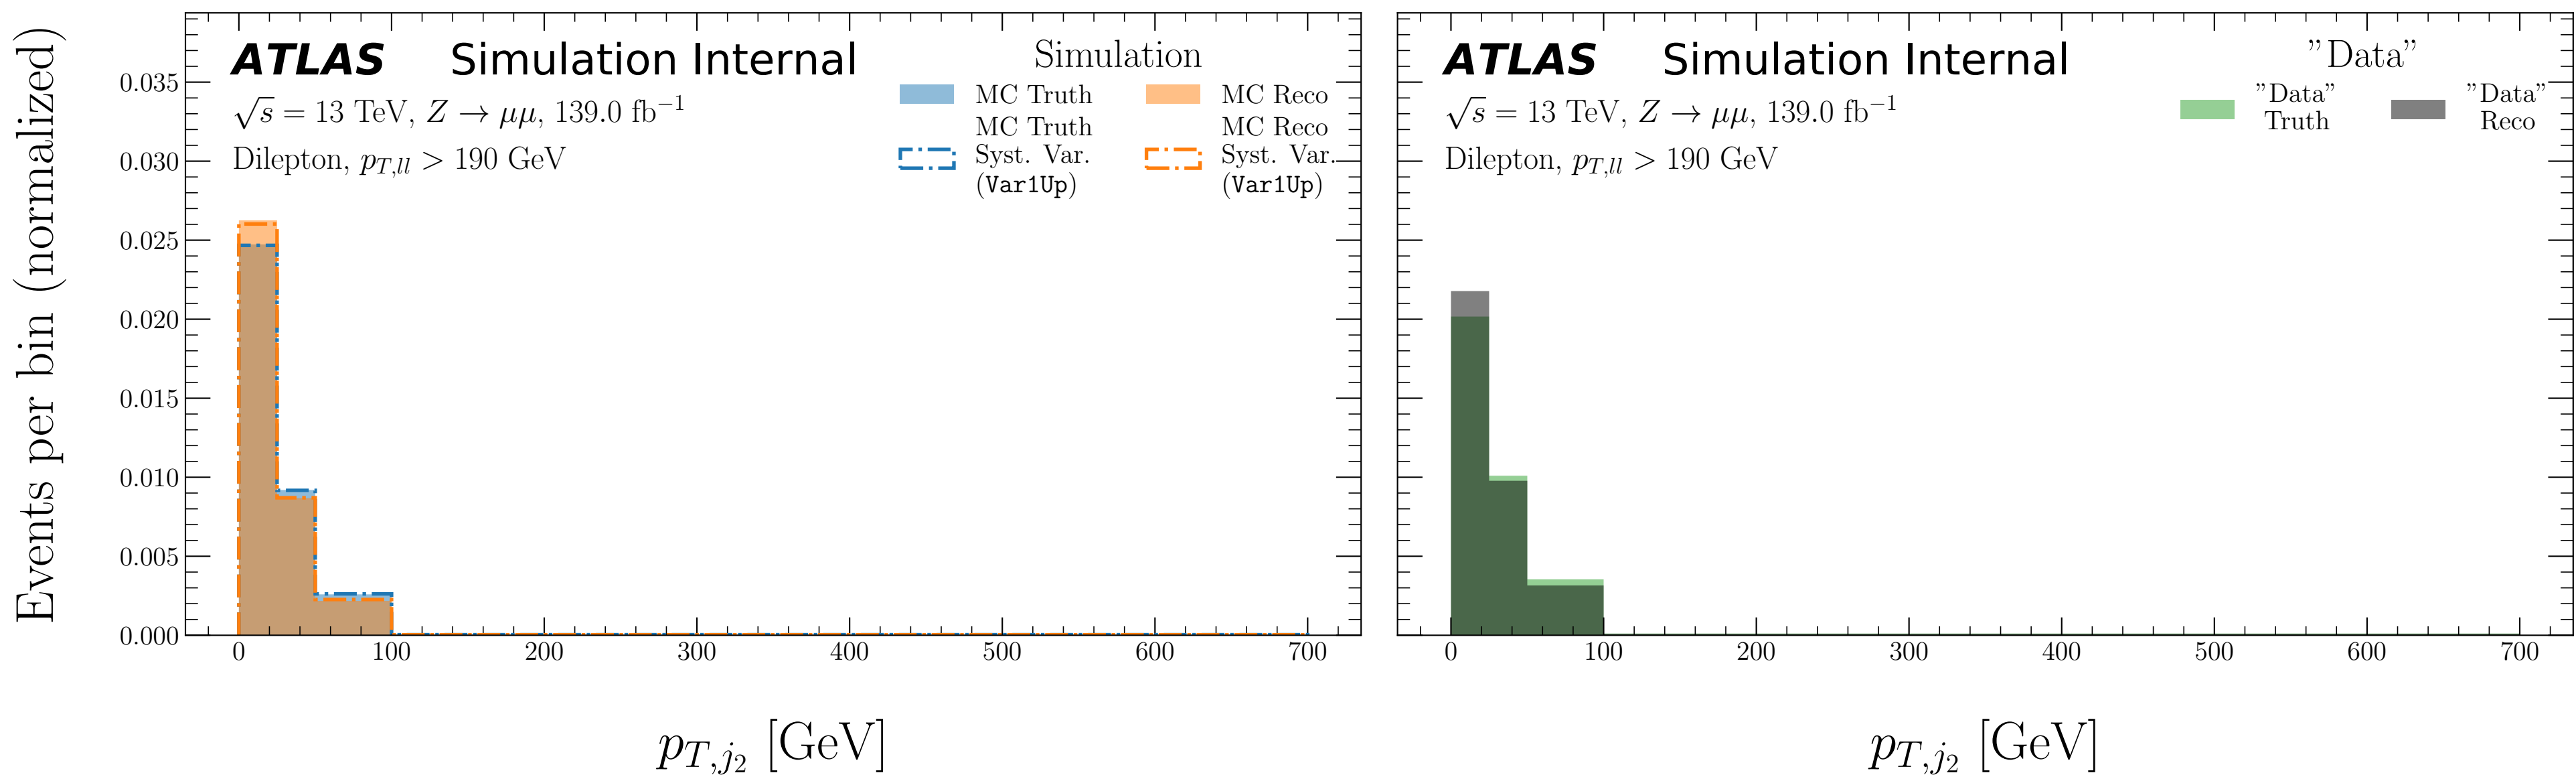 Events per bin (normalized)
0.035
0.030
0.025
0.020
0.015
0.010
0.005
0.000
ATLAS Simulation Internal
√s = 13 TeV, Z → μμ, 139.0 fb⁻¹
Dilepton, p_{T,ll} > 190 GeV
Simulation
MC Truth
MC Truth
Syst. Var.
(Var1Up)
MC Reco
MC Reco
Syst. Var.
(Var1Up)
0 100 200 300 400 500 600 700
p_{T,j_2} [GeV]
ATLAS Simulation Internal
√s = 13 TeV, Z → μμ, 139.0 fb⁻¹
Dilepton, p_{T,ll} > 190 GeV
”Data”
”Data”
Truth
”Data”
Reco
0 100 200 300 400 500 600 700
p_{T,j_2} [GeV]